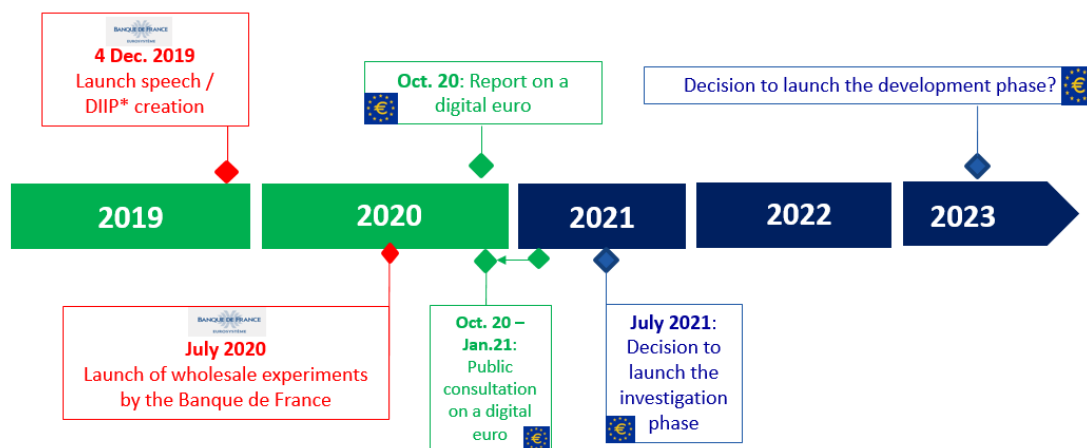 BANQUE DE FRANCE
EUROSYSTÈME
4 Dec. 2019
Launch speech /
DIIP* creation
Oct. 20: Report on a
digital euro
Decision to launch the development phase?
2019
2020
2021
2022
2023
BANQUE DE FRANCE
EUROSYSTÈME
July 2020
Launch of wholesale experiments
by the Banque de France
Oct. 20 –
Jan.21:
Public
consultation
on a digital
euro
July 2021:
Decision to
launch the
investigation
phase